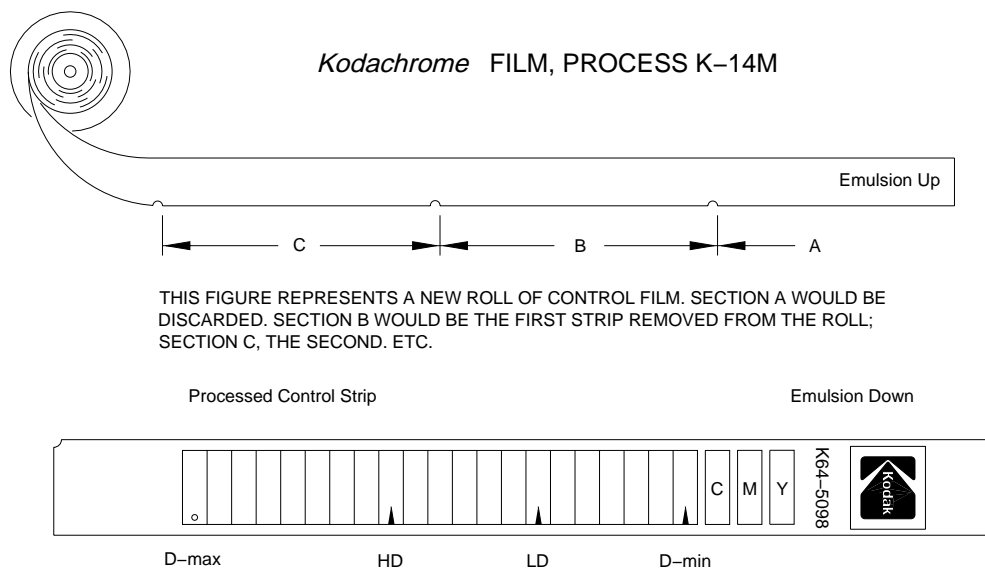 Kodachrome FILM, PROCESS K–14M
Emulsion Up
C B A
THIS FIGURE REPRESENTS A NEW ROLL OF CONTROL FILM. SECTION A WOULD BE
DISCARDED. SECTION B WOULD BE THE FIRST STRIP REMOVED FROM THE ROLL;
SECTION C, THE SECOND. ETC.
Processed Control Strip Emulsion Down
C M Y K64–5098 Kodak
D–max HD LD D–min